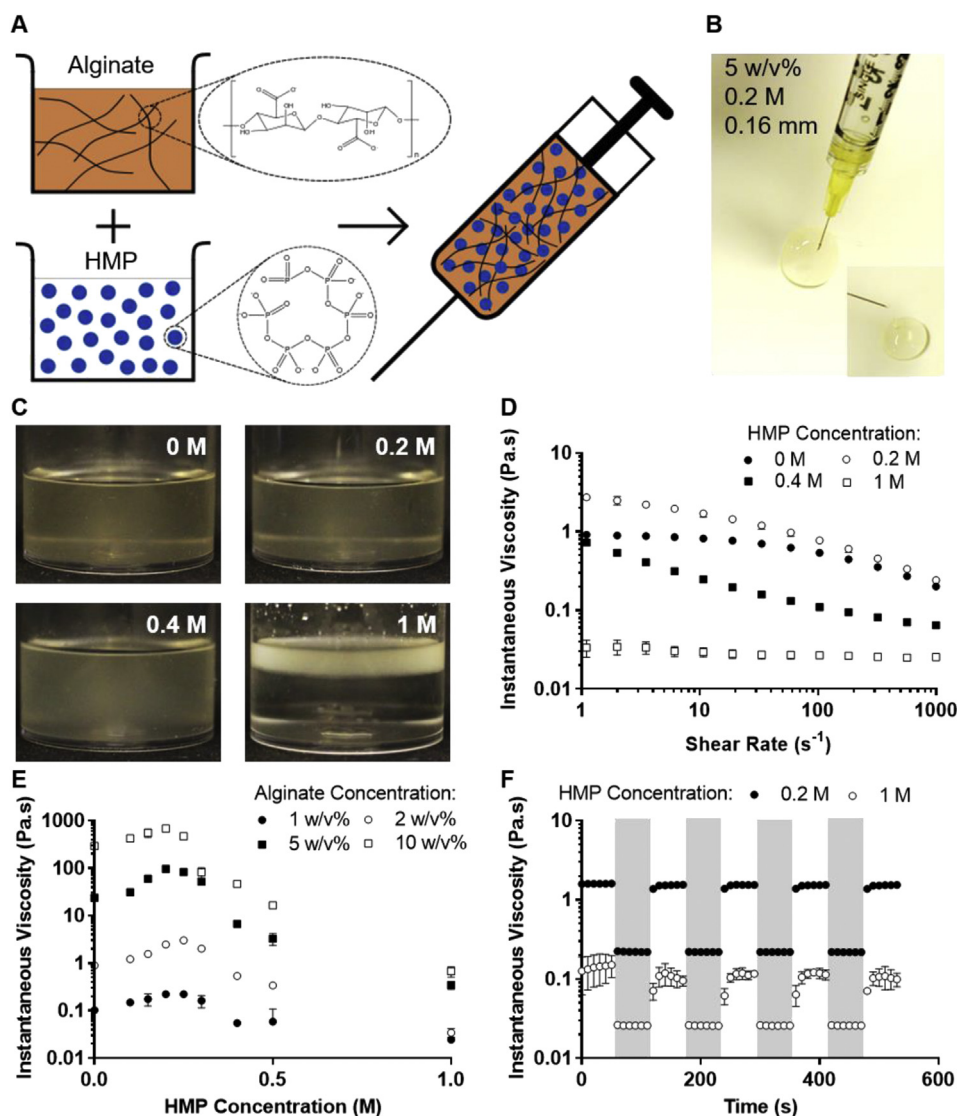 A
Alginate
HO
O
OH
n
+
HMP
O
P
O⁻
B
5 w/v%
0.2 M
0.16 mm
C
0 M
0.2 M
0.4 M
1 M
D
HMP Concentration:
0 M 0.2 M
0.4 M 1 M
Instantaneous Viscosity (Pa.s)
10
1
0.1
0.01
1 10 100 1000
Shear Rate (s⁻¹)
E
Alginate Concentration:
1 w/v% 2 w/v%
5 w/v% 10 w/v%
Instantaneous Viscosity (Pa.s)
1000
100
10
1
0.1
0.01
0.0 0.5 1.0
HMP Concentration (M)
F
HMP Concentration: 0.2 M 1 M
Instantaneous Viscosity (Pa.s)
10
1
0.1
0.01
0 200 400 600
Time (s)